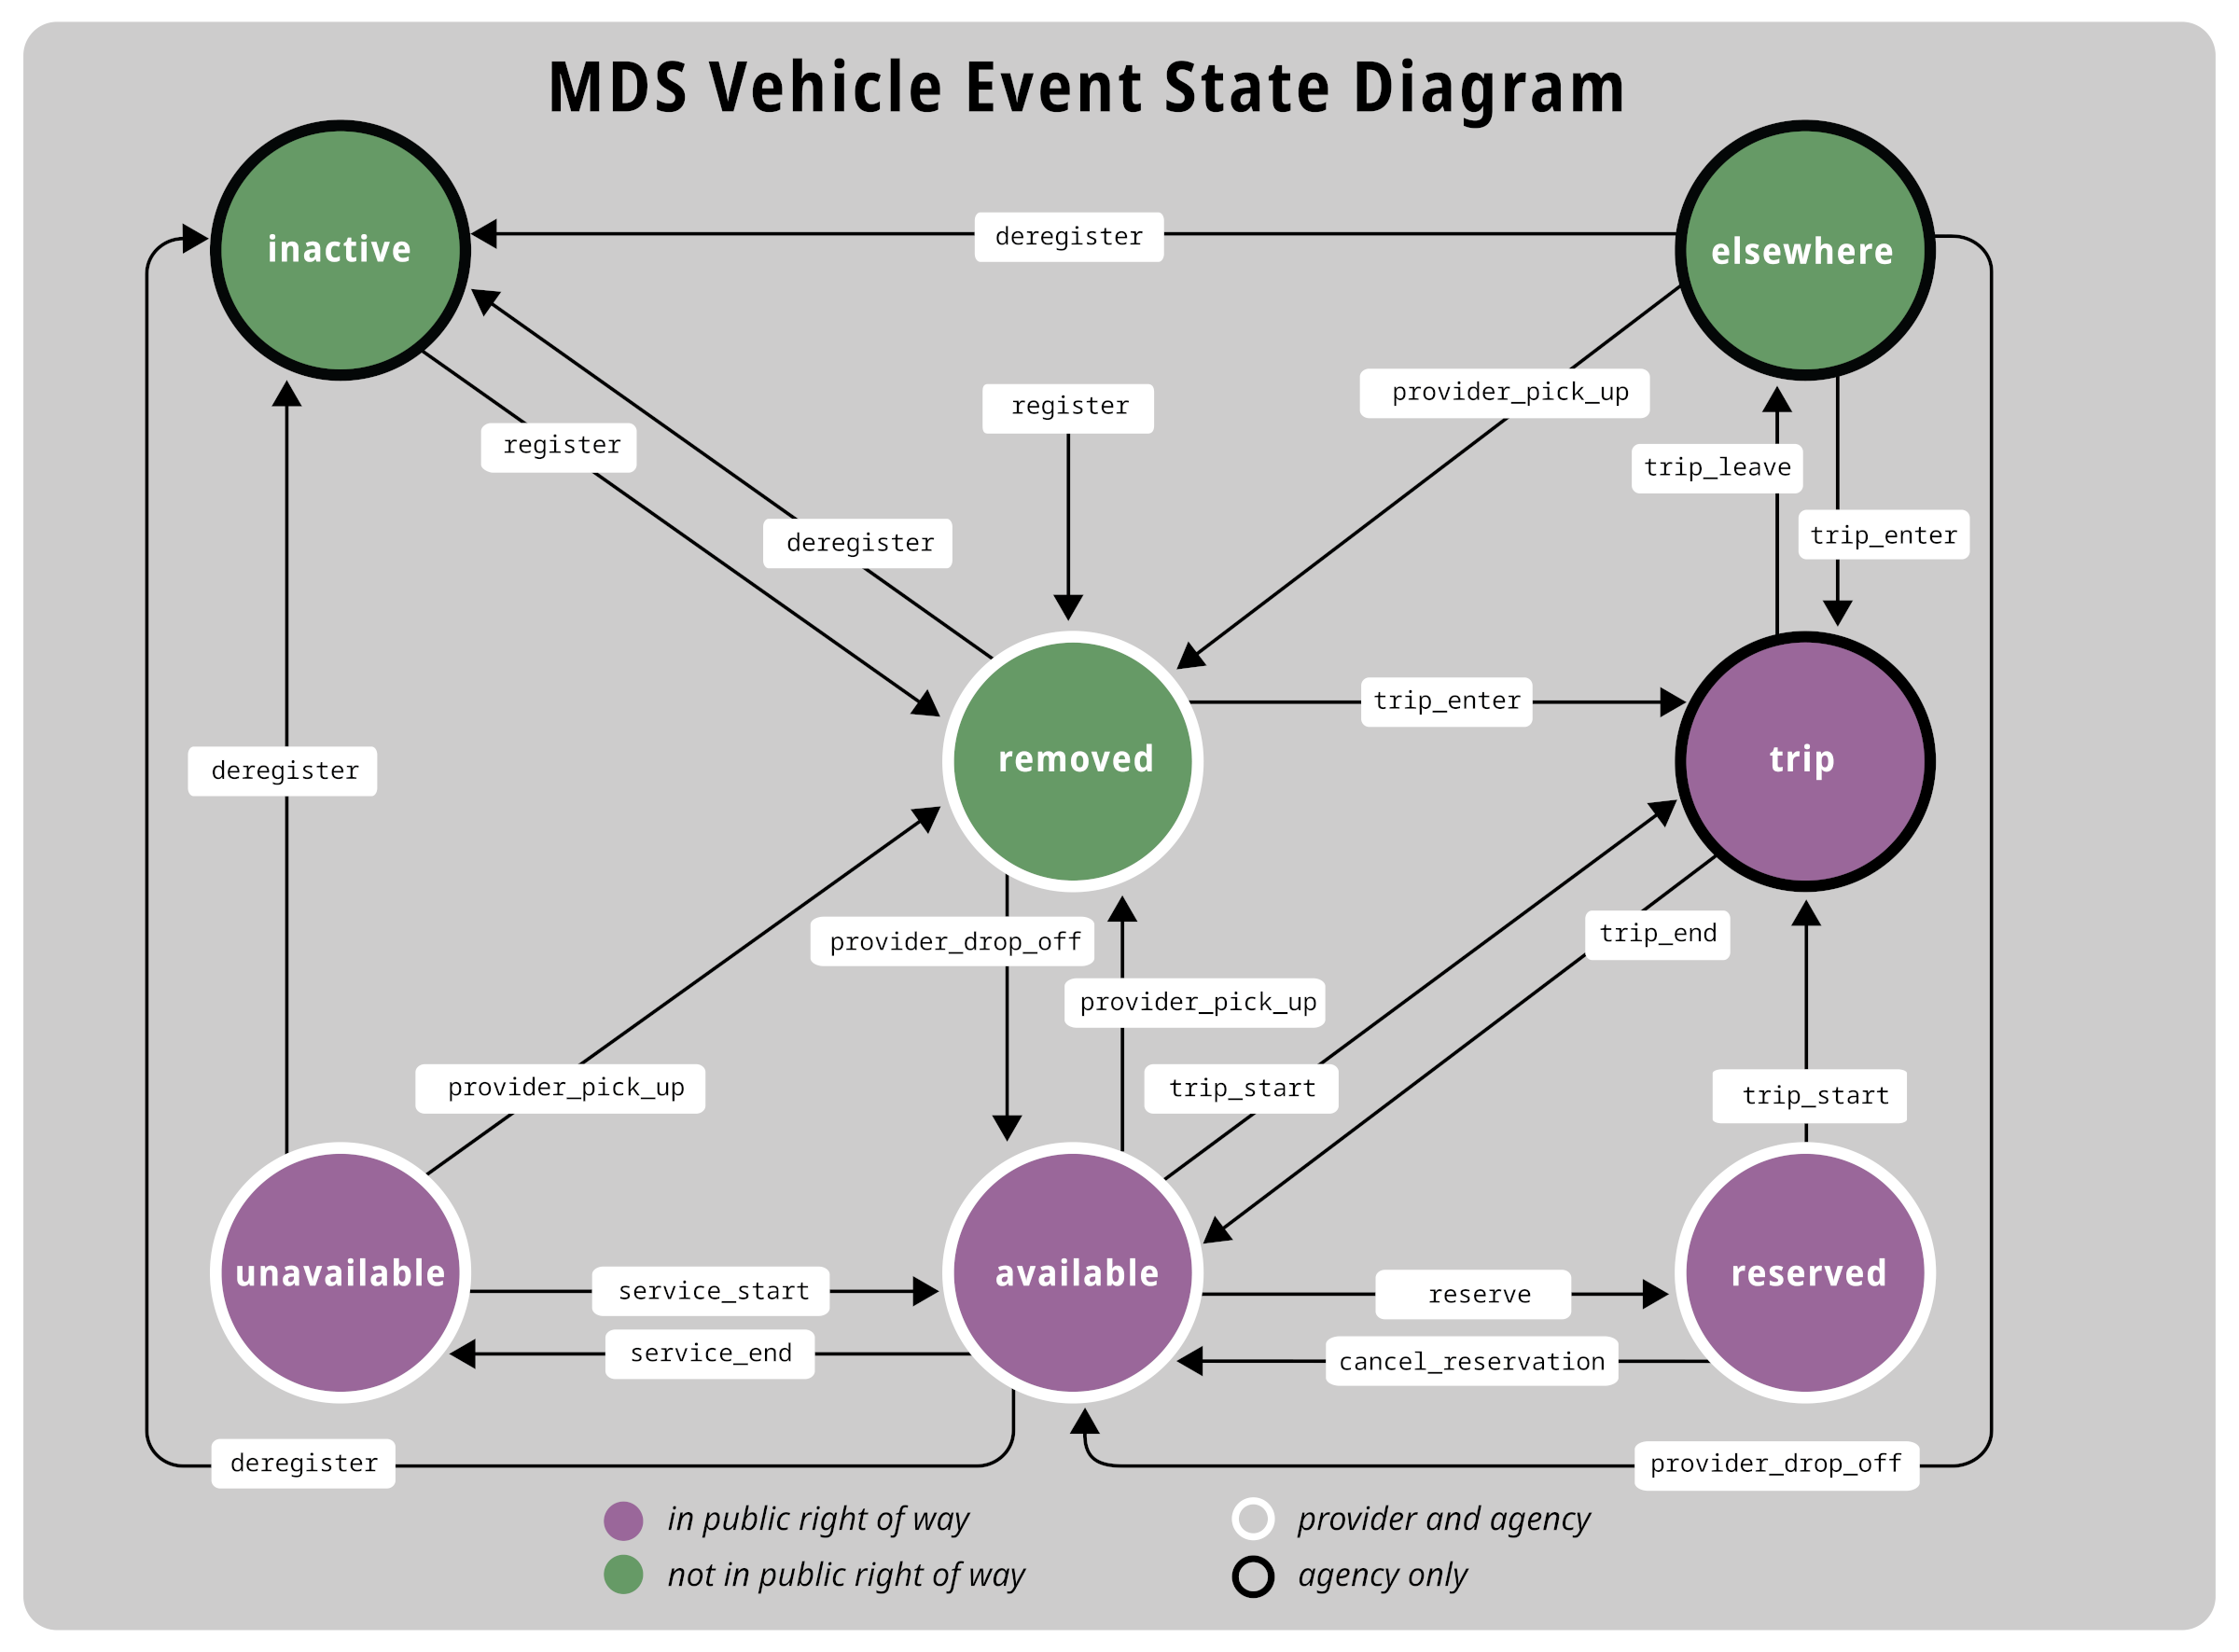 MDS Vehicle Event State Diagram
inactive
deregister
elsewhere
register
provider_pick_up
register
trip_leave
deregister
trip_enter
trip_enter
removed
trip
deregister
provider_drop_off
trip_end
provider_pick_up
provider_pick_up
trip_start
trip_start
unavailable
available
reserved
service_start
reserve
service_end
cancel_reservation
deregister
provider_drop_off
in public right of way
provider and agency
not in public right of way
agency only